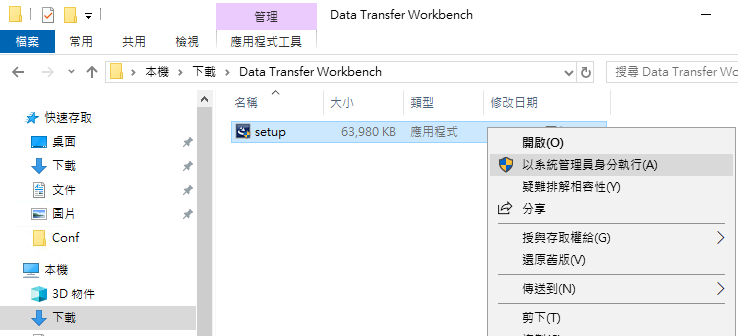 管理
Data Transfer Workbench
檔案 常用 共用 檢視 應用程式工具
本機 下載 Data Transfer Workbench
搜尋 Data Transfer Wo
名稱 大小 類型 修改日期
setup 63,980 KB 應用程式
快速存取
桌面
下載
文件
圖片
Conf
本機
3D 物件
下載
開啟(O)
以系統管理員身分執行(A)
疑難排解相容性(Y)
分享
授與存取權給(G)
還原舊版(V)
傳送到(N)
剪下(T)